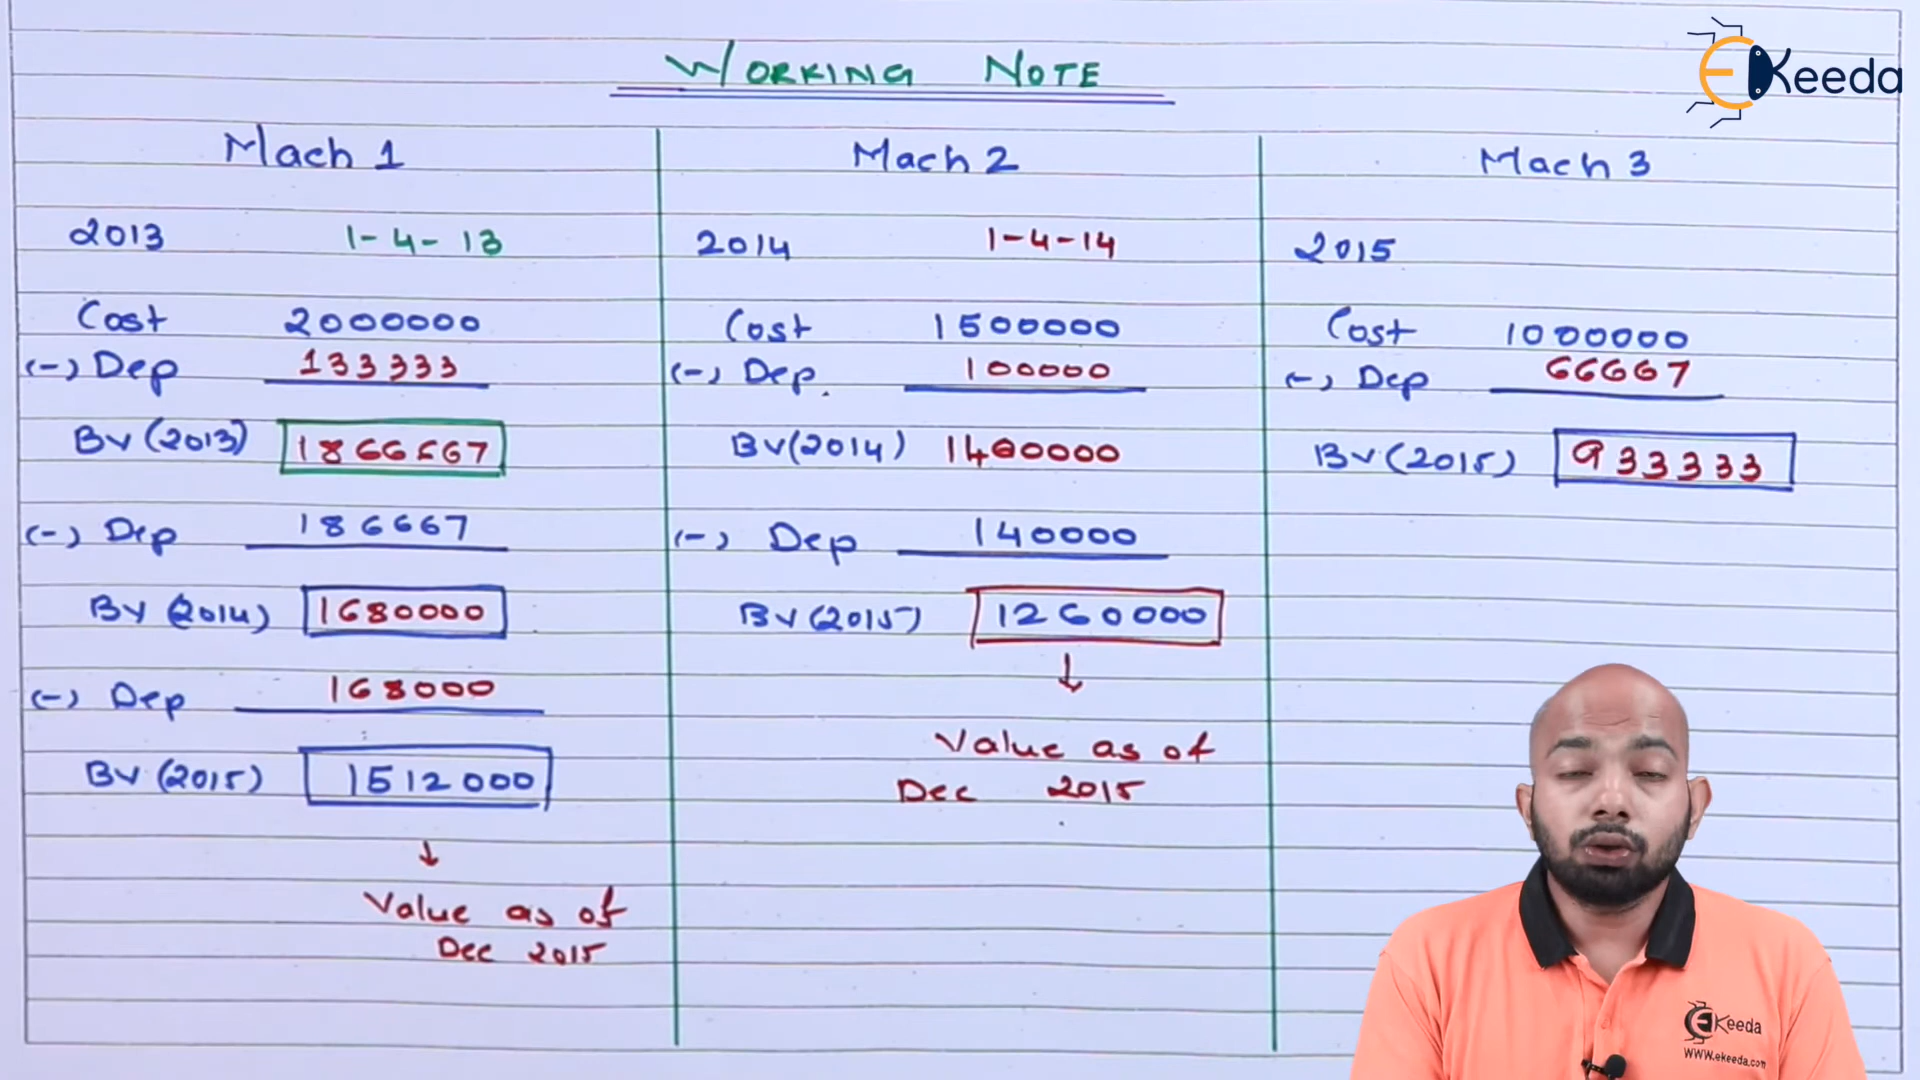 WORKING NOTE
EKeeda
Mach 1
2013 1-4-13
Cost 2000000
(-) Dep 133333
BV (2013) 1866667
(-) Dep 186667
BV (2014) 1680000
(-) Dep 168000
BV (2015) 1512000
↓
Value as of
Dec 2015
Mach 2
2014 1-4-14
Cost 1500000
(-) Dep. 100000
BV (2014) 1400000
(-) Dep 140000
BV (2015) 1260000
↓
Value as of
Dec 2015
Mach 3
2015
Cost 1000000
(-) Dep 66667
BV (2015) 933333
EKeeda
www.ekeeda.com